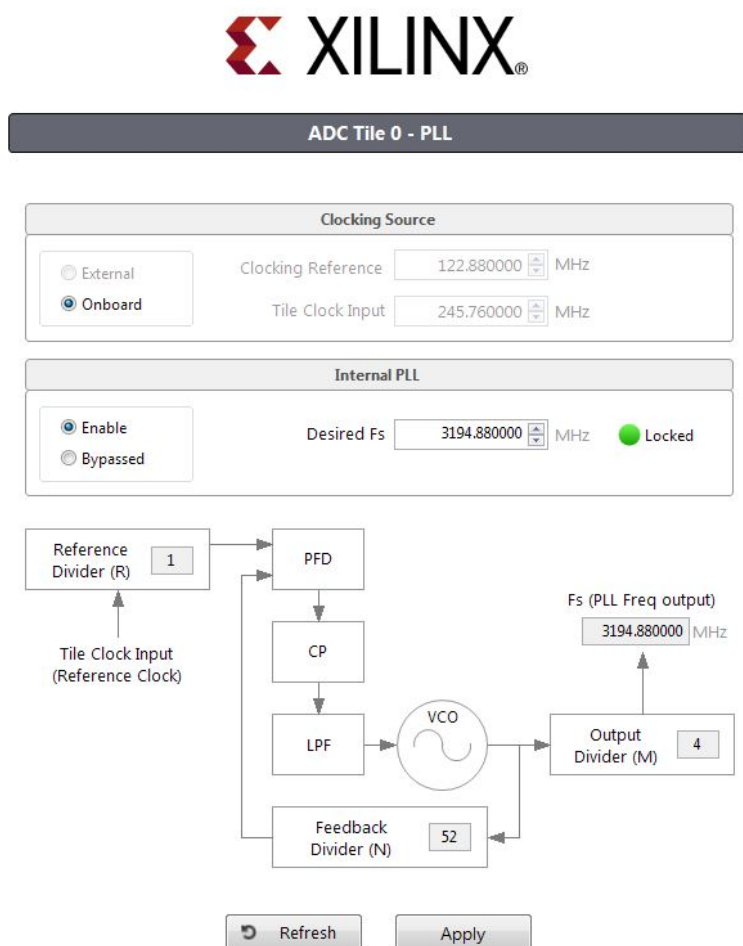 XILINX®
ADC Tile 0 - PLL
Clocking Source
External
Onboard
Clocking Reference 122.880000 MHz
Tile Clock Input 245.760000 MHz
Internal PLL
Enable
Bypassed
Desired Fs 3194.880000 MHz Locked
Reference
Divider (R) 1
Tile Clock Input
(Reference Clock)
PFD
CP
LPF
VCO
Fs (PLL Freq output)
3194.880000 MHz
Output
Divider (M) 4
Feedback
Divider (N) 52
Refresh
Apply